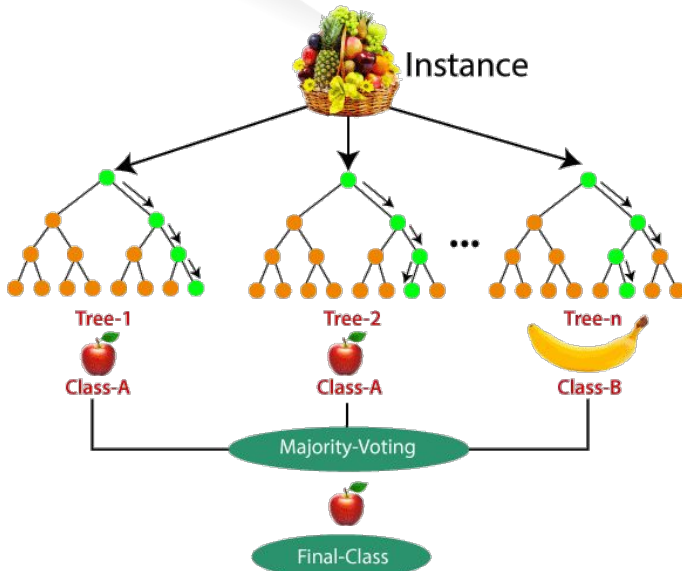 Instance
...
Tree-1 Tree-2 Tree-n
Class-A Class-A Class-B
Majority-Voting
Final-Class